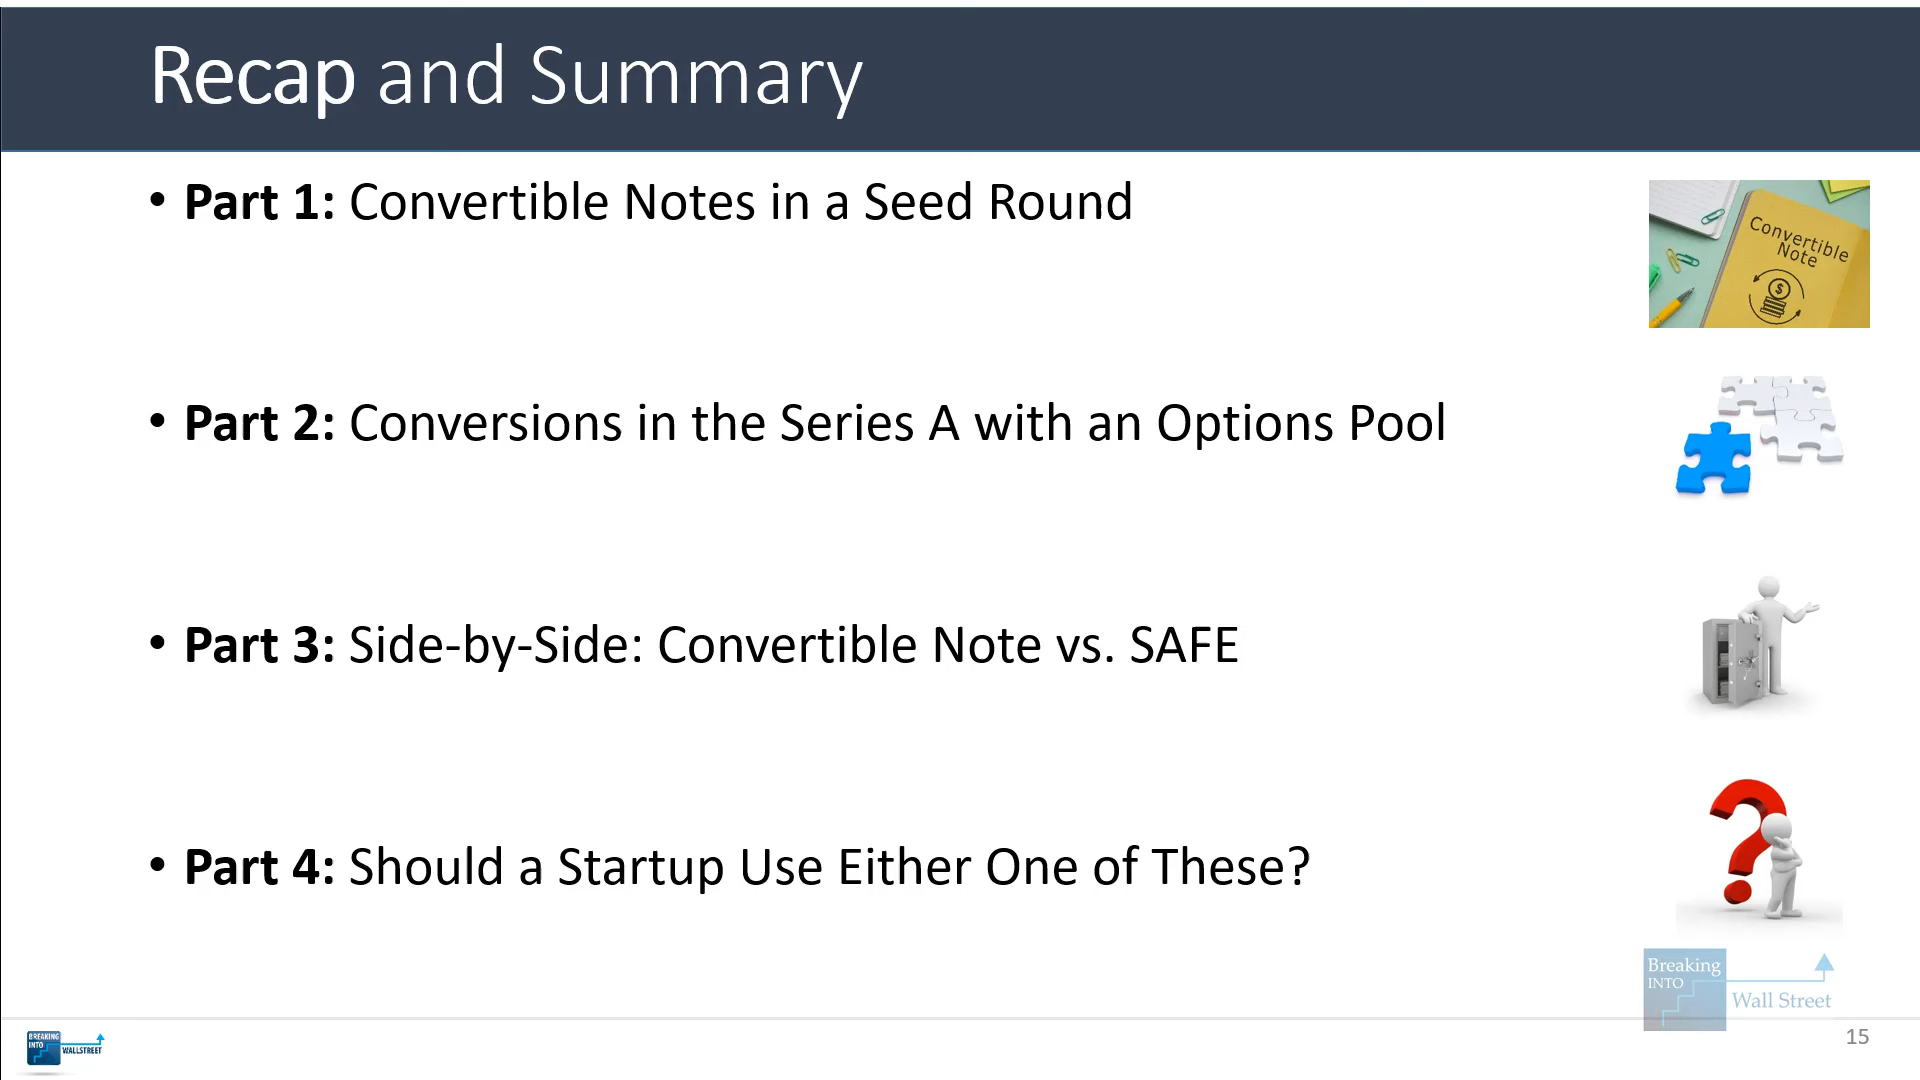 Recap and Summary
• Part 1: Convertible Notes in a Seed Round
Convertible
Note
$
• Part 2: Conversions in the Series A with an Options Pool
• Part 3: Side-by-Side: Convertible Note vs. SAFE
• Part 4: Should a Startup Use Either One of These?
Breaking
INTO
Wall Street
BREAKING
INTO
WALLSTREET
15